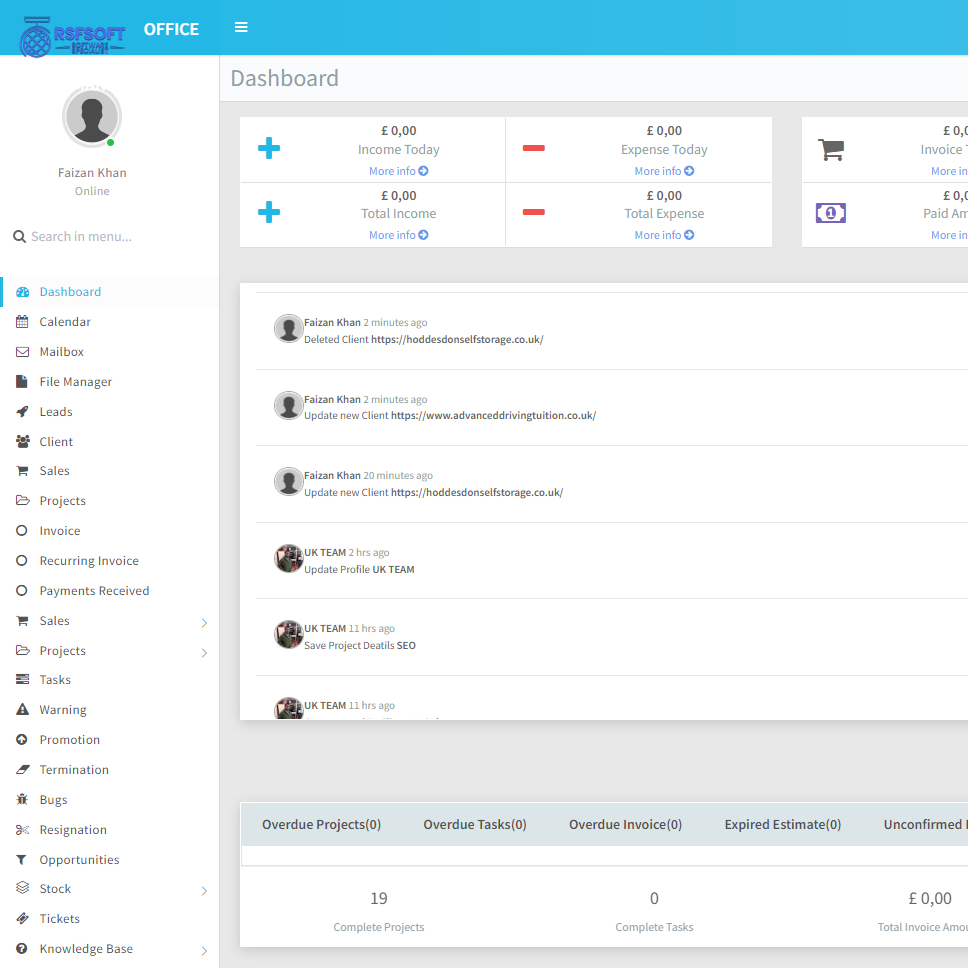 RSFSOFT
SOFTWARE
SPECIALIST
OFFICE
Dashboard
Faizan Khan
Online
Search in menu...
Dashboard
Calendar
Mailbox
File Manager
Leads
Client
Sales
Projects
Invoice
Recurring Invoice
Payments Received
Sales
Projects
Tasks
Warning
Promotion
Termination
Bugs
Resignation
Opportunities
Stock
Tickets
Knowledge Base
£ 0,00
Income Today
More info
£ 0,00
Expense Today
More info
£ 0,0
Invoice T
More in
£ 0,00
Total Income
More info
£ 0,00
Total Expense
More info
£ 0,0
Paid Am
More in
Faizan Khan 2 minutes ago
Deleted Client https://hoddesdonselfstorage.co.uk/
Faizan Khan 2 minutes ago
Update new Client https://www.advanceddrivingtuition.co.uk/
Faizan Khan 20 minutes ago
Update new Client https://hoddesdonselfstorage.co.uk/
UK TEAM 2 hrs ago
Update Profile UK TEAM
UK TEAM 11 hrs ago
Save Project Deatils SEO
UK TEAM 11 hrs ago
Overdue Projects(0) Overdue Tasks(0) Overdue Invoice(0) Expired Estimate(0) Unconfirmed
19
Complete Projects
0
Complete Tasks
£ 0,00
Total Invoice Amou